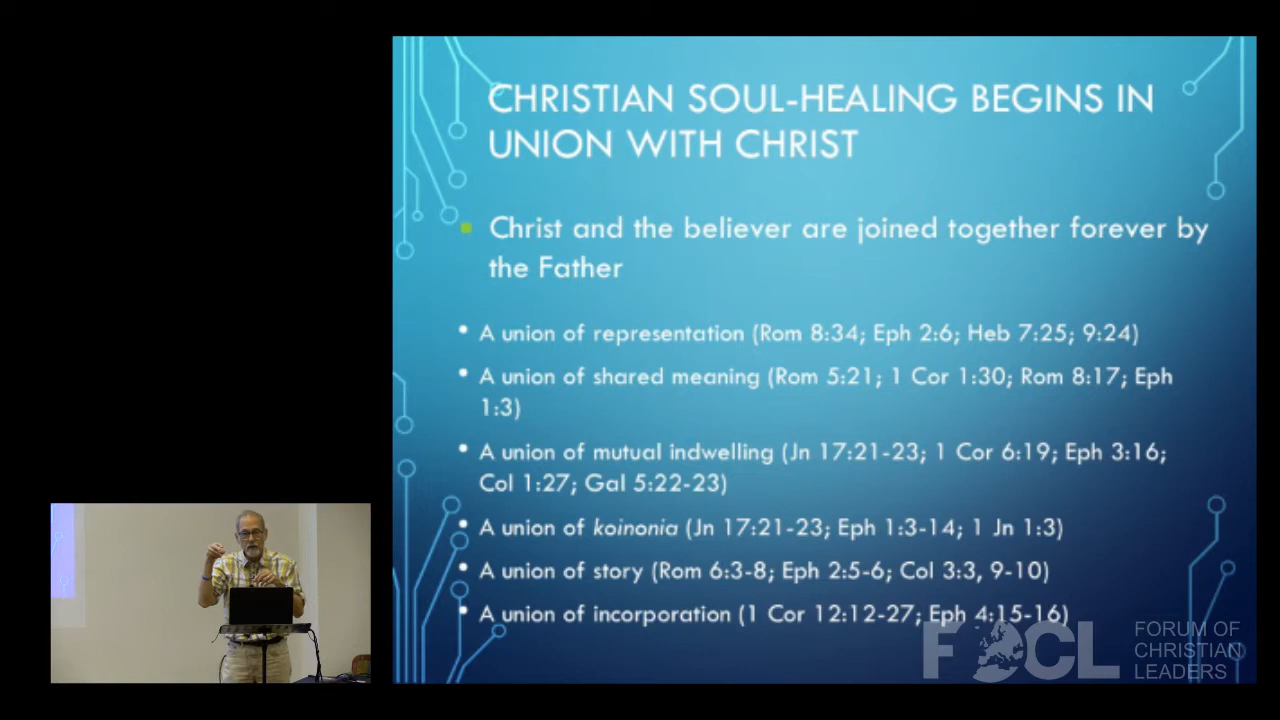 CHRISTIAN SOUL-HEALING BEGINS IN
UNION WITH CHRIST
Christ and the believer are joined together forever by
the Father
• A union of representation (Rom 8:34; Eph 2:6; Heb 7:25; 9:24)
• A union of shared meaning (Rom 5:21; 1 Cor 1:30; Rom 8:17; Eph
1:3)
• A union of mutual indwelling (Jn 17:21-23; 1 Cor 6:19; Eph 3:16;
Col 1:27; Gal 5:22-23)
• A union of koinonia (Jn 17:21-23; Eph 1:3-14; 1 Jn 1:3)
• A union of story (Rom 6:3-8; Eph 2:5-6; Col 3:3, 9-10)
• A union of incorporation (1 Cor 12:12-27; Eph 4:15-16)
FOCL
FORUM OF
CHRISTIAN
LEADERS